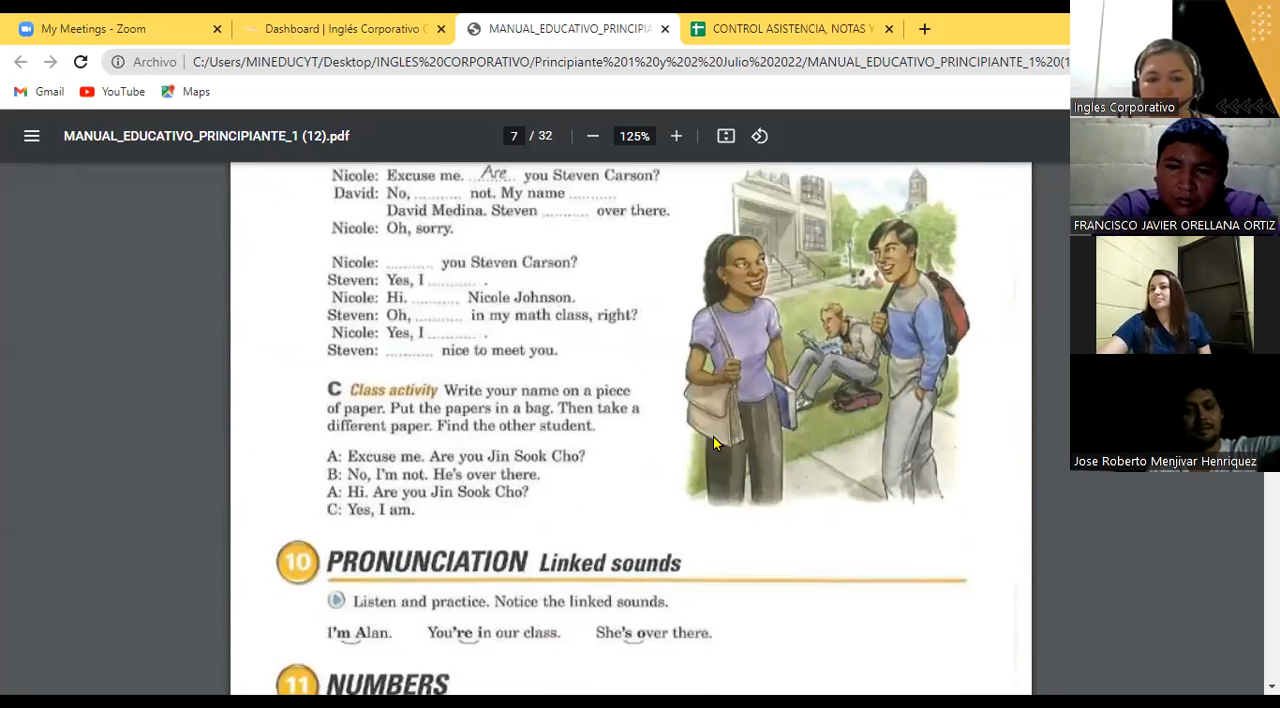 My Meetings - Zoom
Dashboard | Inglés Corporativo C
MANUAL_EDUCATIVO_PRINCIPIA
CONTROL ASISTENCIA, NOTAS Y
Archivo
C:/Users/MINEDUCYT/Desktop/INGLES%20CORPORATIVO/Principiante%201%20y%202%20Julio%202022/MANUAL_EDUCATIVO_PRINCIPIANTE_1%20(1
Gmail
YouTube
Maps
MANUAL_EDUCATIVO_PRINCIPIANTE_1 (12).pdf
7 / 32
125%
Nicole: Excuse me. Are you Steven Carson?
David: No, .......... not. My name ..........
David Medina. Steven .......... over there.
Nicole: Oh, sorry.
Nicole: .......... you Steven Carson?
Steven: Yes, I .......... .
Nicole: Hi. .......... Nicole Johnson.
Steven: Oh, .......... in my math class, right?
Nicole: Yes, I .......... .
Steven: .......... nice to meet you.
C Class activity Write your name on a piece
of paper. Put the papers in a bag. Then take a
different paper. Find the other student.
A: Excuse me. Are you Jin Sook Cho?
B: No, I'm not. He's over there.
A: Hi. Are you Jin Sook Cho?
C: Yes, I am.
10 PRONUNCIATION Linked sounds
Listen and practice. Notice the linked sounds.
I'm Alan. You're in our class. She's over there.
11 NUMBERS
Ingles Corporativo
FRANCISCO JAVIER ORELLANA ORTIZ
Jose Roberto Menjivar Henriquez